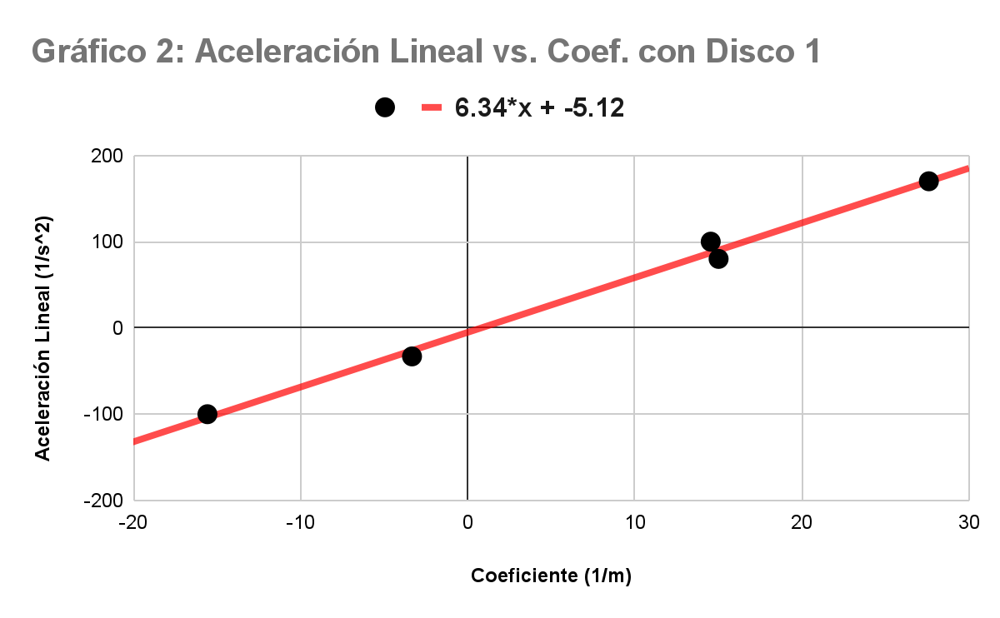 Gráfico 2: Aceleración Lineal vs. Coef. con Disco 1
6.34*x + -5.12
200
100
0
-100
-200
Aceleración Lineal (1/s^2)
-20
-10
0
10
20
30
Coeficiente (1/m)